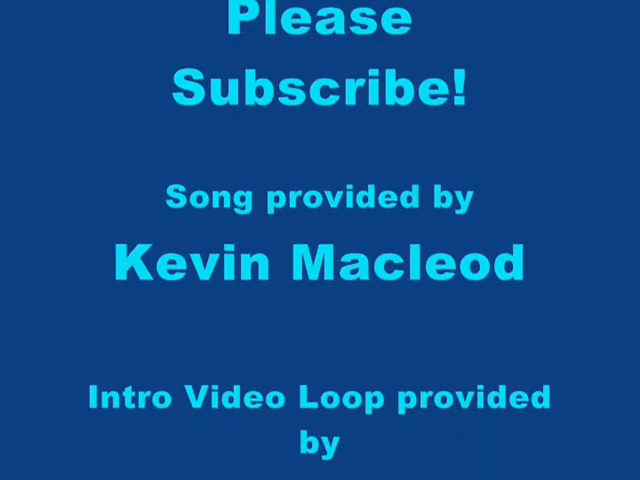 Please
Subscribe!
Song provided by
Kevin Macleod
Intro Video Loop provided
by